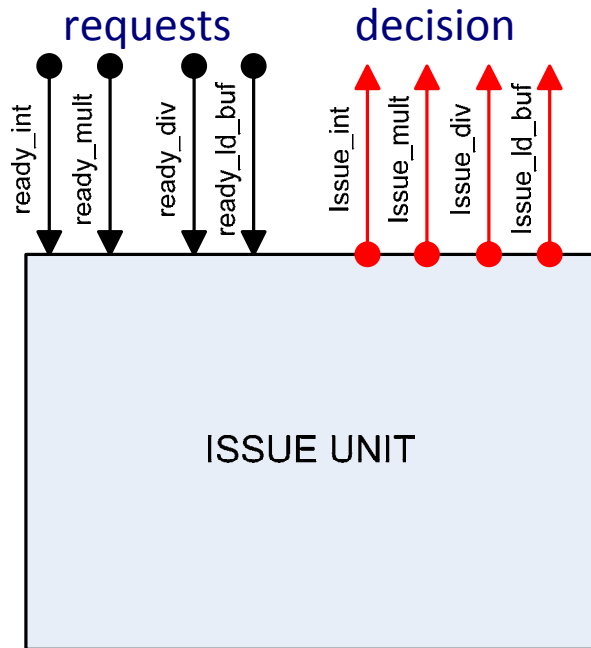 requests
decision
ready_int
ready_mult
ready_div
ready_ld_buf
Issue_int
Issue_mult
Issue_div
Issue_ld_buf
ISSUE UNIT